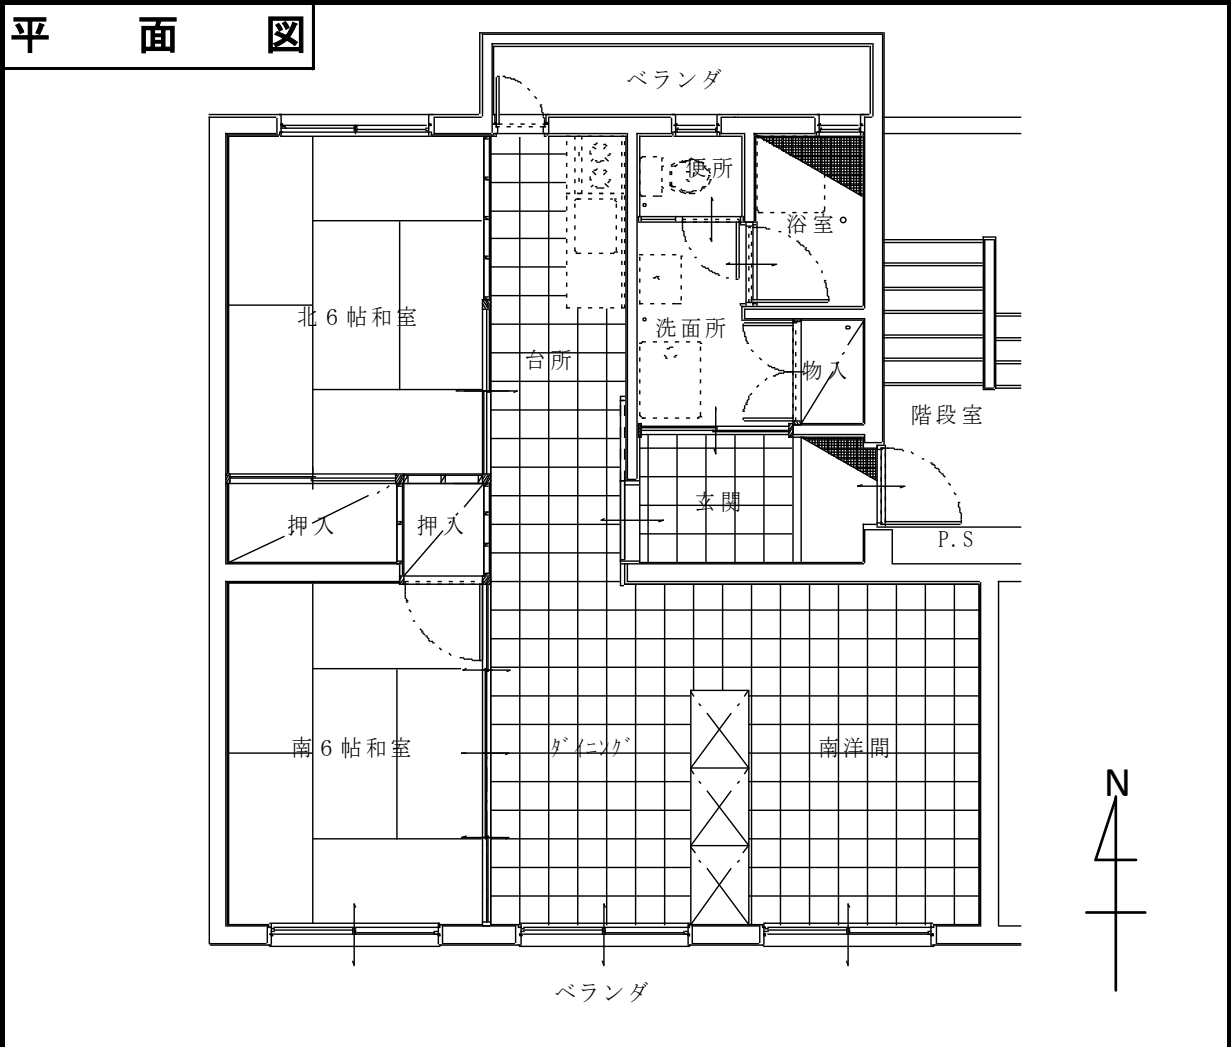 平 面 図
ベランダ
便所
浴室
北６帖和室
洗面所
台所
物入
階段室
玄関
押入
押入
P.S
南６帖和室
ﾀﾞｲﾆﾝｸﾞ
南洋間
N
ベランダ